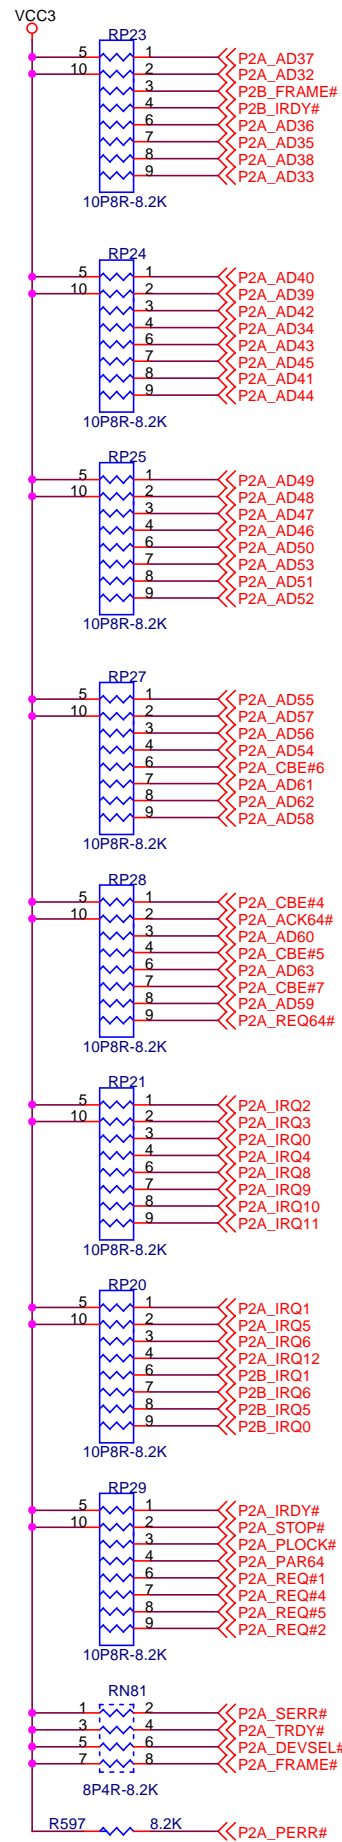 VCC3
RP23
5 1 P2A_AD37
10 2 P2A_AD32
3 P2B_FRAME#
4 P2B_IRDY#
6 P2A_AD36
7 P2A_AD35
8 P2A_AD38
9 P2A_AD33
10P8R-8.2K
RP24
5 1 P2A_AD40
10 2 P2A_AD39
3 P2A_AD42
4 P2A_AD34
6 P2A_AD43
7 P2A_AD45
8 P2A_AD41
9 P2A_AD44
10P8R-8.2K
RP25
5 1 P2A_AD49
10 2 P2A_AD48
3 P2A_AD47
4 P2A_AD46
6 P2A_AD50
7 P2A_AD53
8 P2A_AD51
9 P2A_AD52
10P8R-8.2K
RP27
5 1 P2A_AD55
10 2 P2A_AD57
3 P2A_AD56
4 P2A_AD54
6 P2A_CBE#6
7 P2A_AD61
8 P2A_AD62
9 P2A_AD58
10P8R-8.2K
RP28
5 1 P2A_CBE#4
10 2 P2A_ACK64#
3 P2A_AD60
4 P2A_CBE#5
6 P2A_AD63
7 P2A_CBE#7
8 P2A_AD59
9 P2A_REQ64#
10P8R-8.2K
RP21
5 1 P2A_IRQ2
10 2 P2A_IRQ3
3 P2A_IRQ0
4 P2A_IRQ4
6 P2A_IRQ8
7 P2A_IRQ9
8 P2A_IRQ10
9 P2A_IRQ11
10P8R-8.2K
RP20
5 1 P2A_IRQ1
10 2 P2A_IRQ5
3 P2A_IRQ6
4 P2A_IRQ12
6 P2B_IRQ1
7 P2B_IRQ6
8 P2B_IRQ5
9 P2B_IRQ0
10P8R-8.2K
RP29
5 1 P2A_IRDY#
10 2 P2A_STOP#
3 P2A_PLOCK#
4 P2A_PAR64
6 P2A_REQ#1
7 P2A_REQ#4
8 P2A_REQ#5
9 P2A_REQ#2
10P8R-8.2K
RN81
1 2 P2A_SERR#
3 4 P2A_TRDY#
5 6 P2A_DEVSEL#
7 8 P2A_FRAME#
8P4R-8.2K
R597 8.2K P2A_PERR#